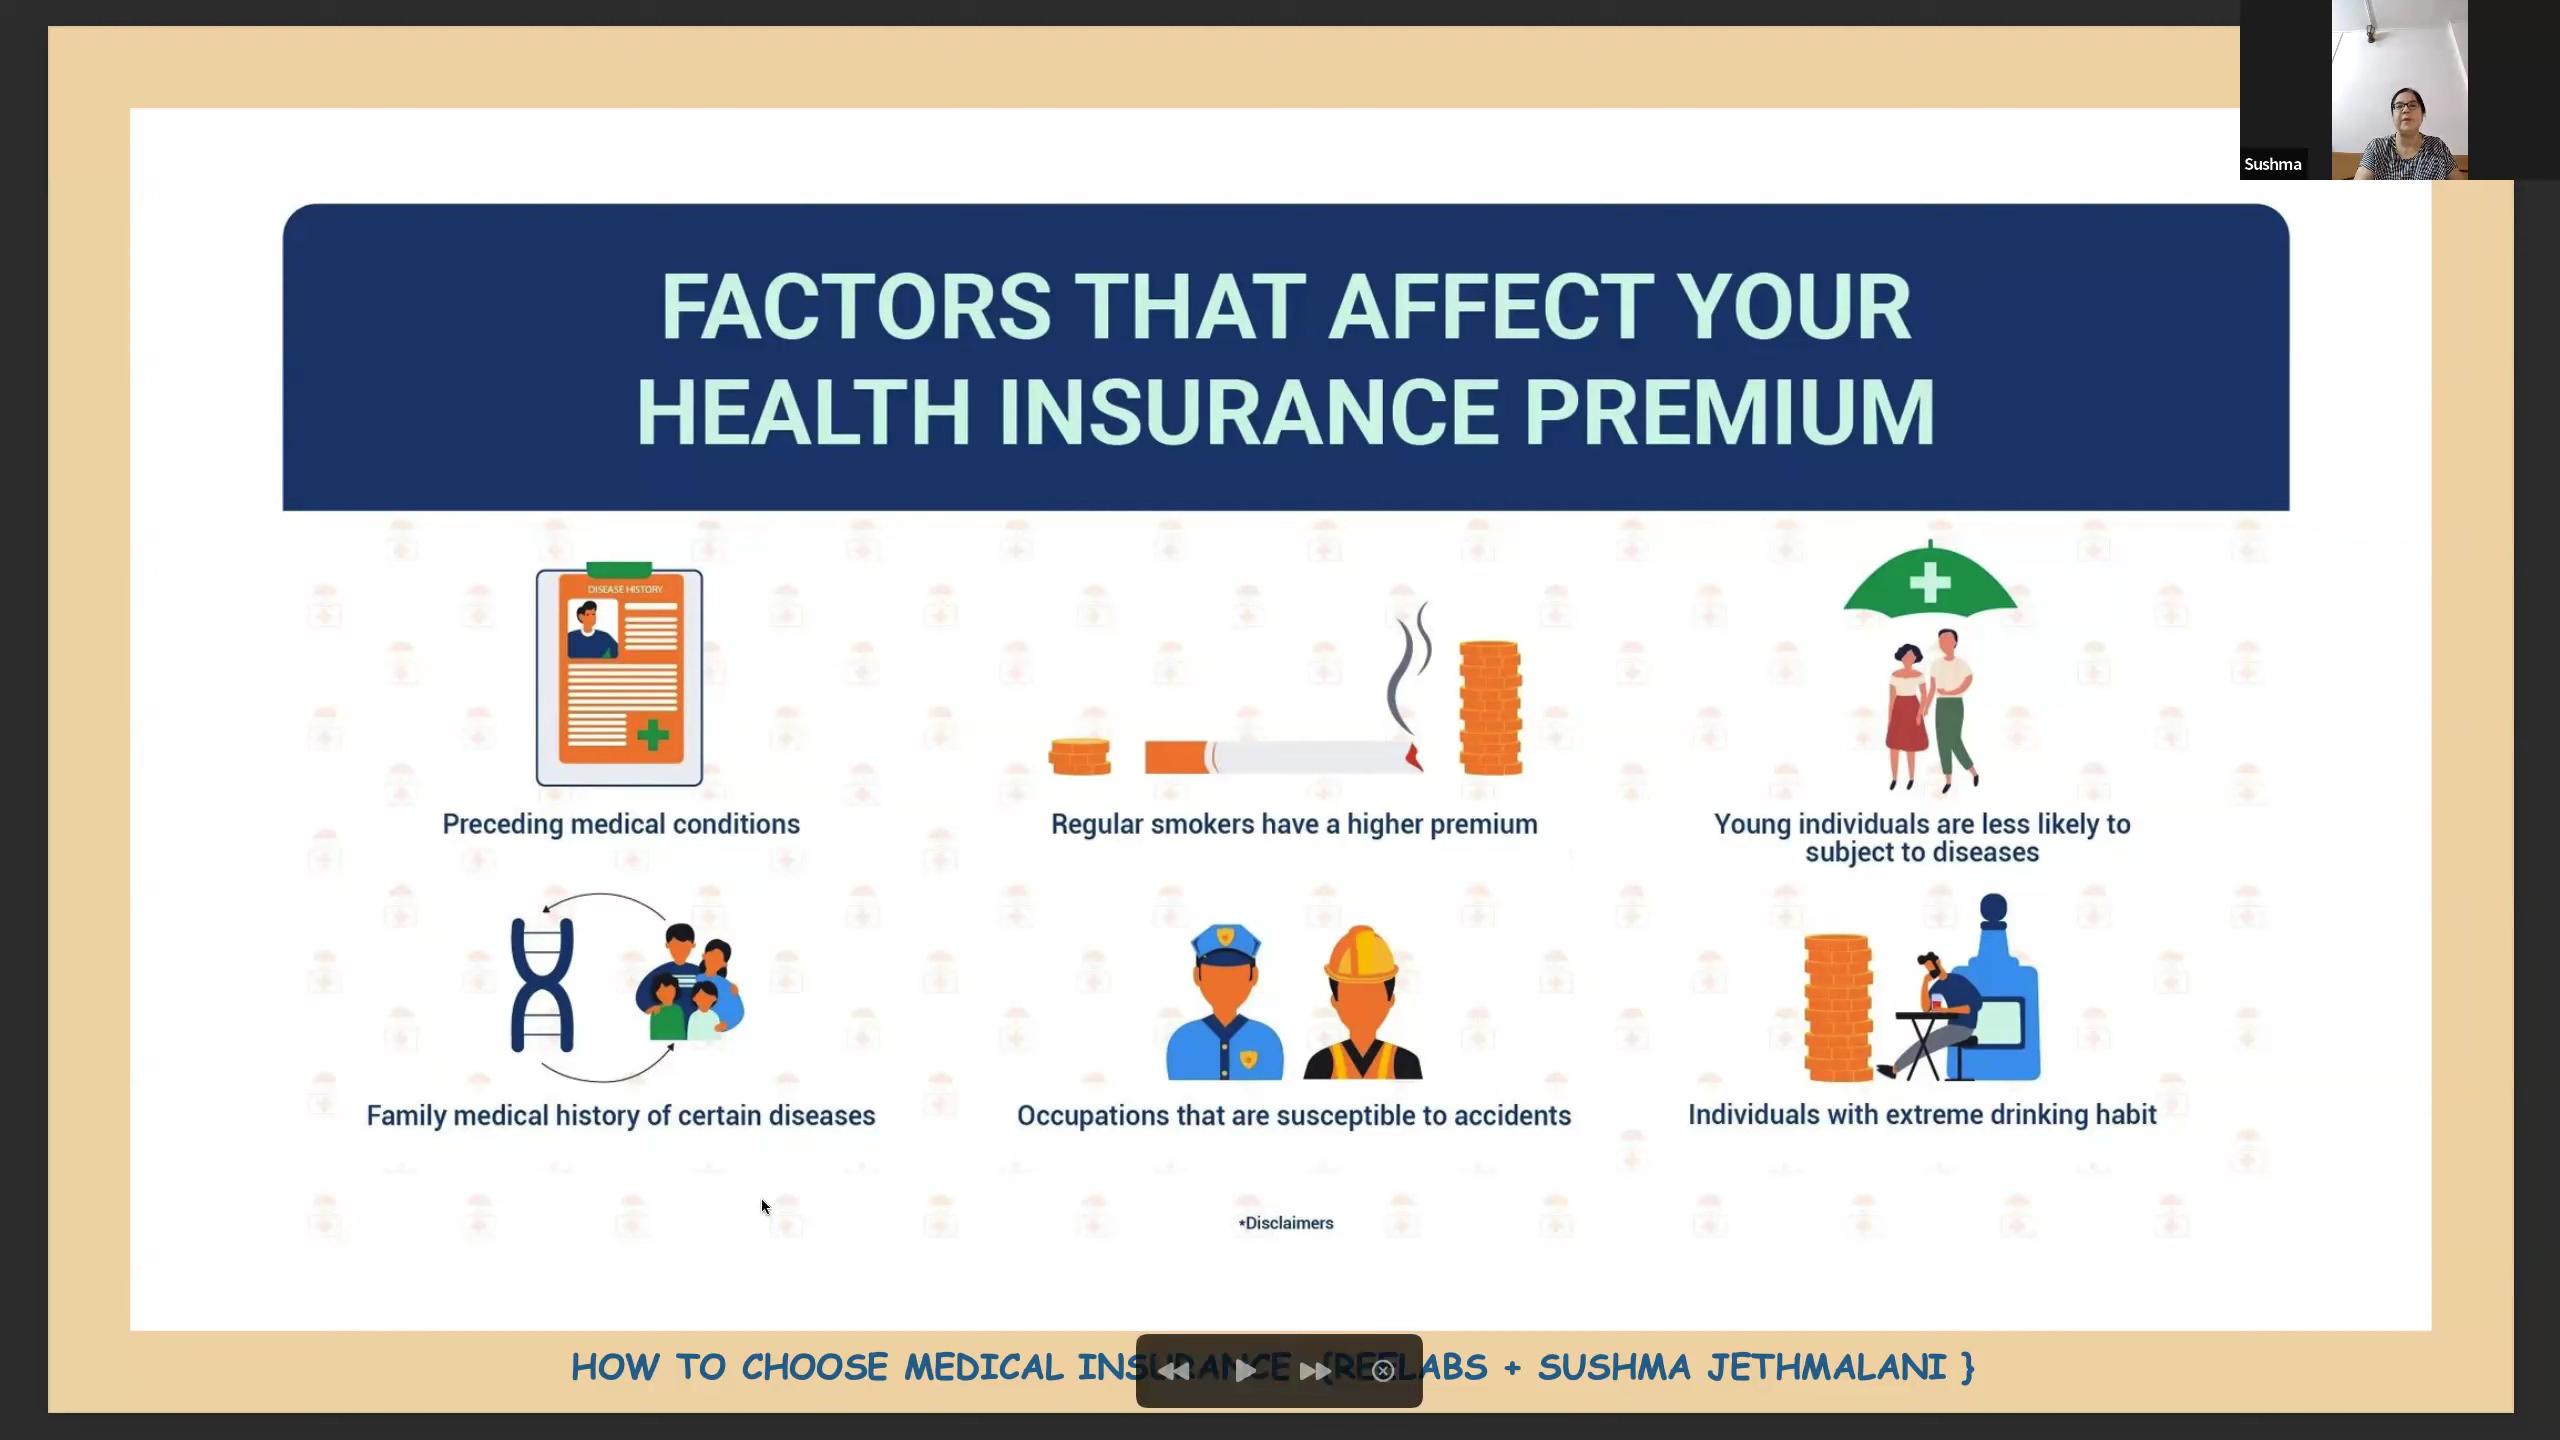 Sushma
FACTORS THAT AFFECT YOUR
HEALTH INSURANCE PREMIUM
DISEASE HISTORY
Preceding medical conditions
Regular smokers have a higher premium
Young individuals are less likely to
subject to diseases
Family medical history of certain diseases
Occupations that are susceptible to accidents
Individuals with extreme drinking habit
*Disclaimers
HOW TO CHOOSE MEDICAL INSURANCE {REELABS + SUSHMA JETHMALANI }